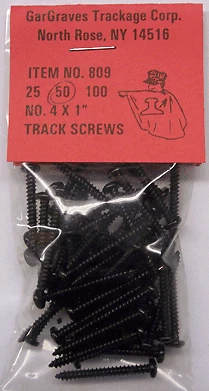 GarGraves Trackage Corp.
North Rose, NY 14516
ITEM NO. 809
25 50 100
NO. 4 X 1"
TRACK SCREWS